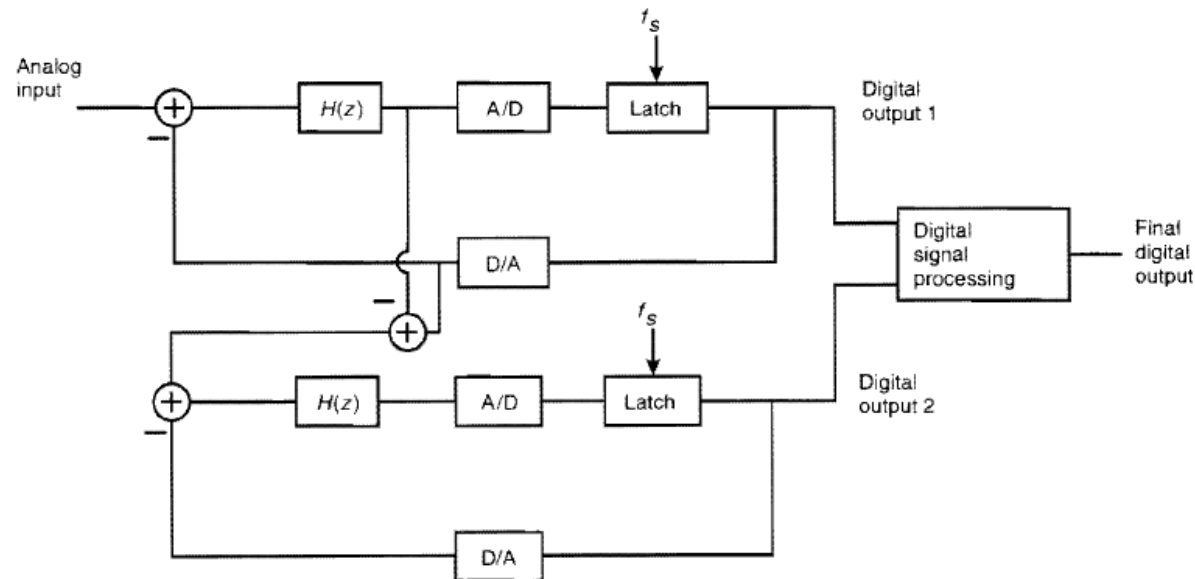 f_s
Analog
input
+
−
H(z)
A/D
Latch
Digital
output 1
D/A
−
+
Digital
signal
processing
Final
digital
output
f_s
+
−
H(z)
A/D
Latch
Digital
output 2
D/A